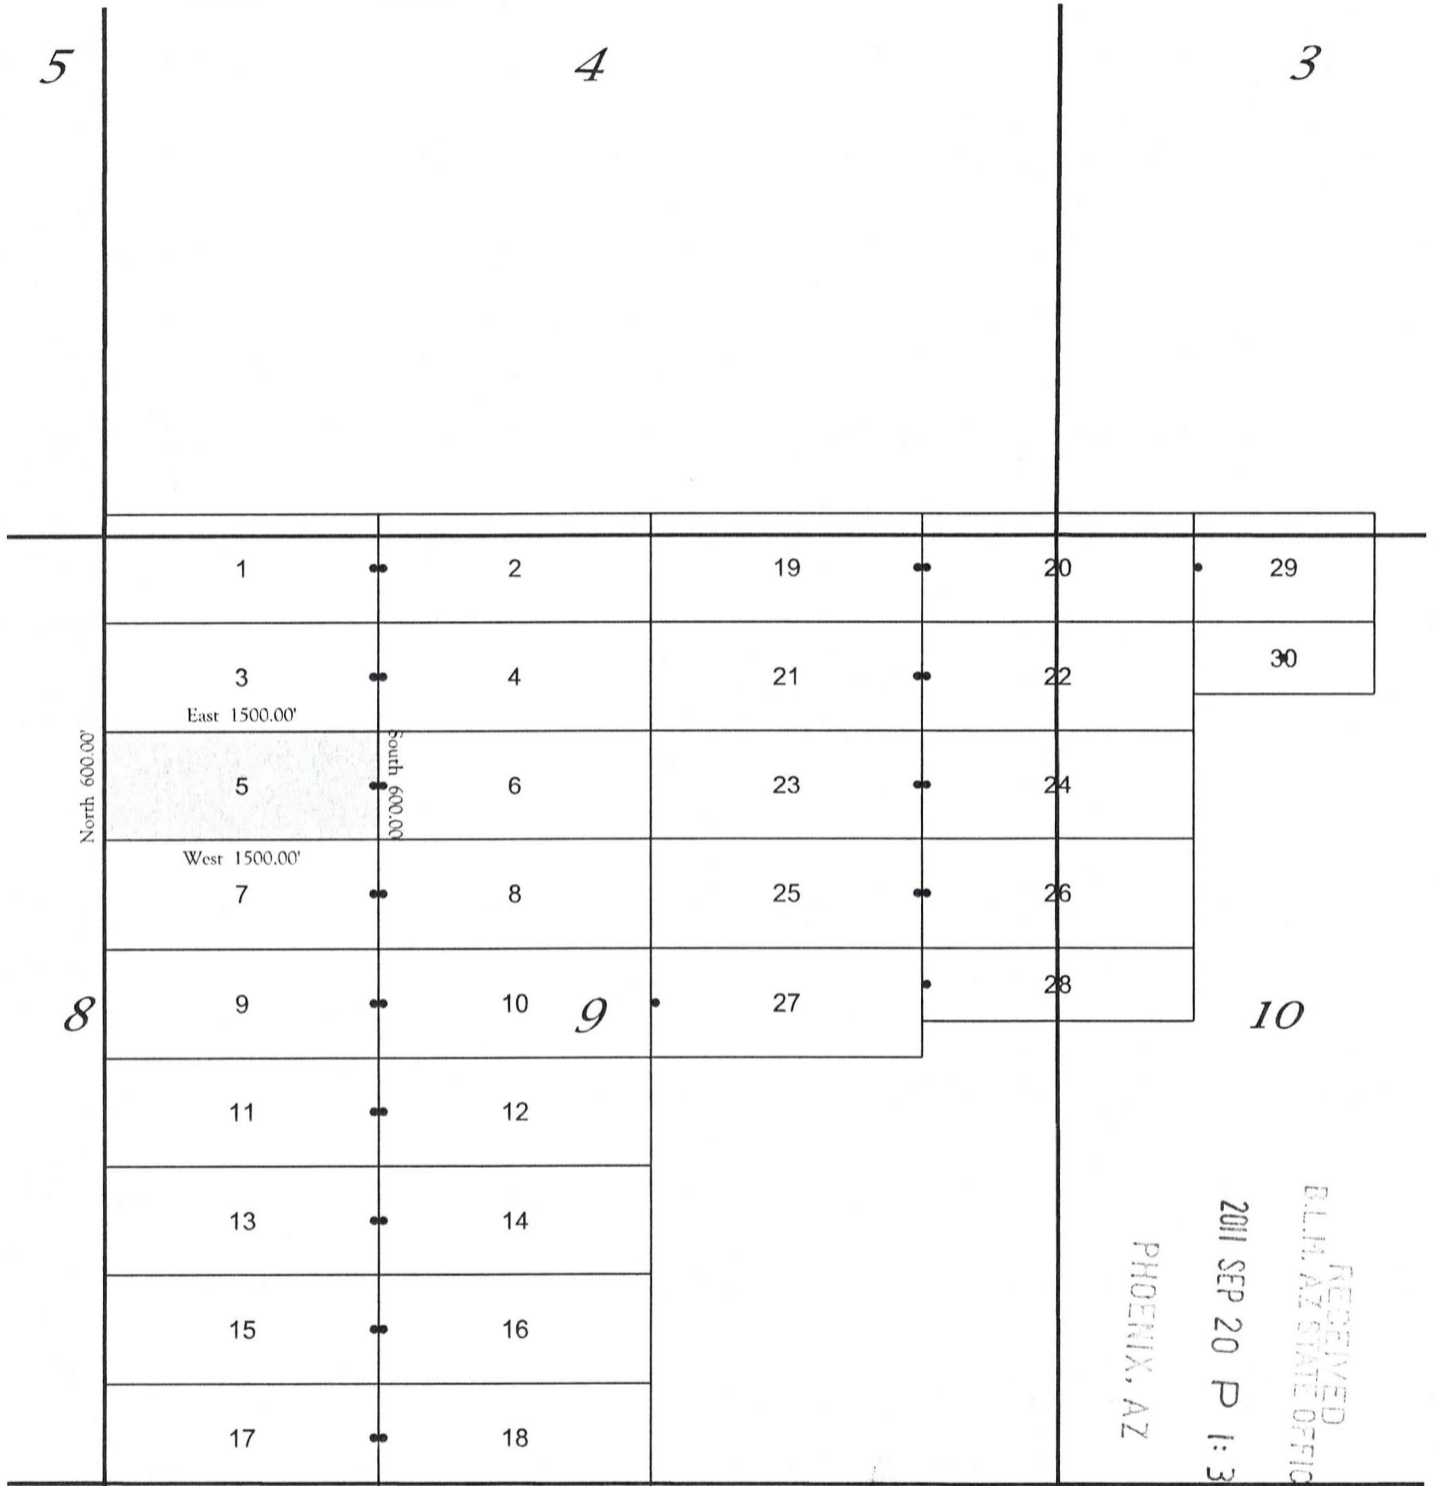 5 4 3
1 2 19 20 29
3 4 21 22 30
East 1500.00'
North 600.00' 5 South 600.00' 6 23 24
West 1500.00'
7 8 25 26
8 9 10 9 27 28 10
11 12
13 14
15 16
17 18
RECEIVED
B.L.M. AZ STATE OFFIC
2011 SEP 20 P 1:3
PHOENIX, AZ